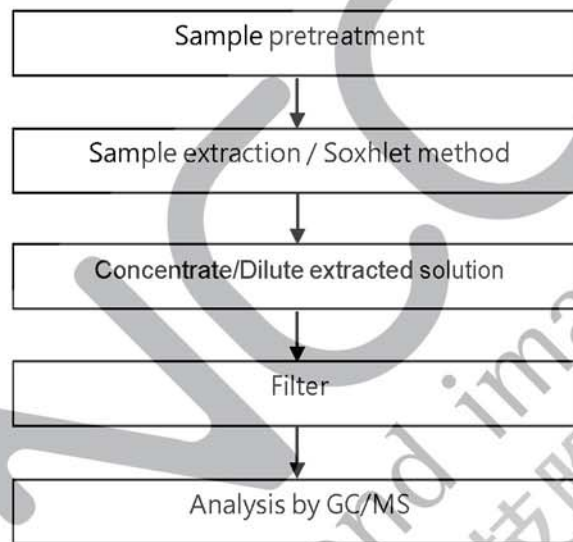 Sample pretreatment
Sample extraction / Soxhlet method
Concentrate/Dilute extracted solution
Filter
Analysis by GC/MS